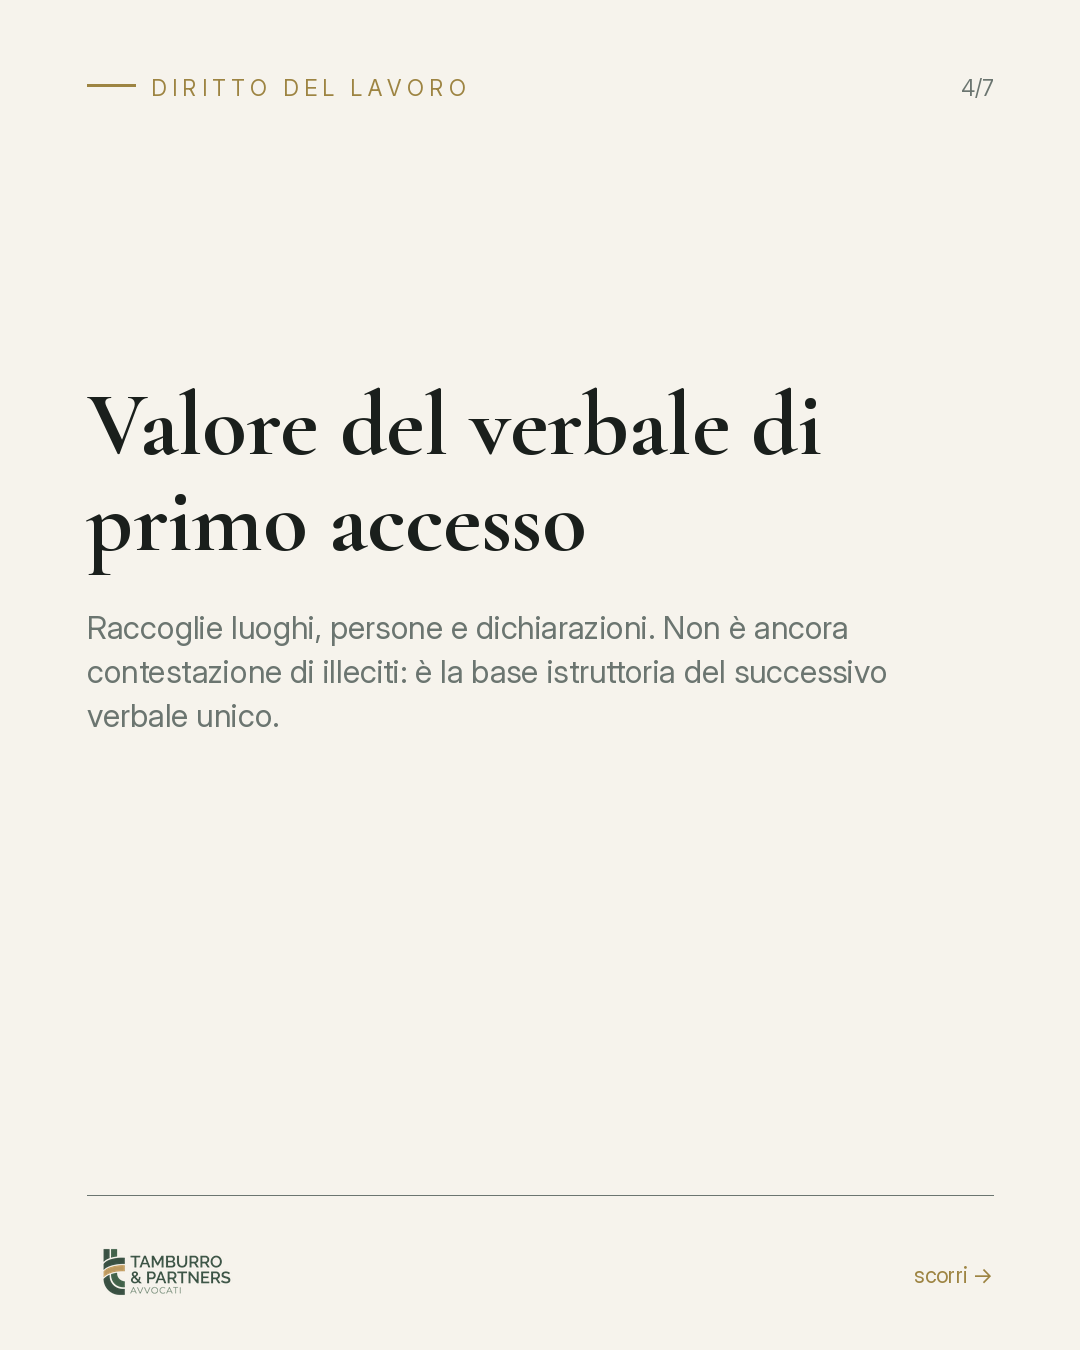 DIRITTO DEL LAVORO
4/7
Valore del verbale di
primo accesso
Raccoglie luoghi, persone e dichiarazioni. Non è ancora
contestazione di illeciti: è la base istruttoria del successivo
verbale unico.
TAMBURRO
& PARTNERS
AVVOCATI
scorri →